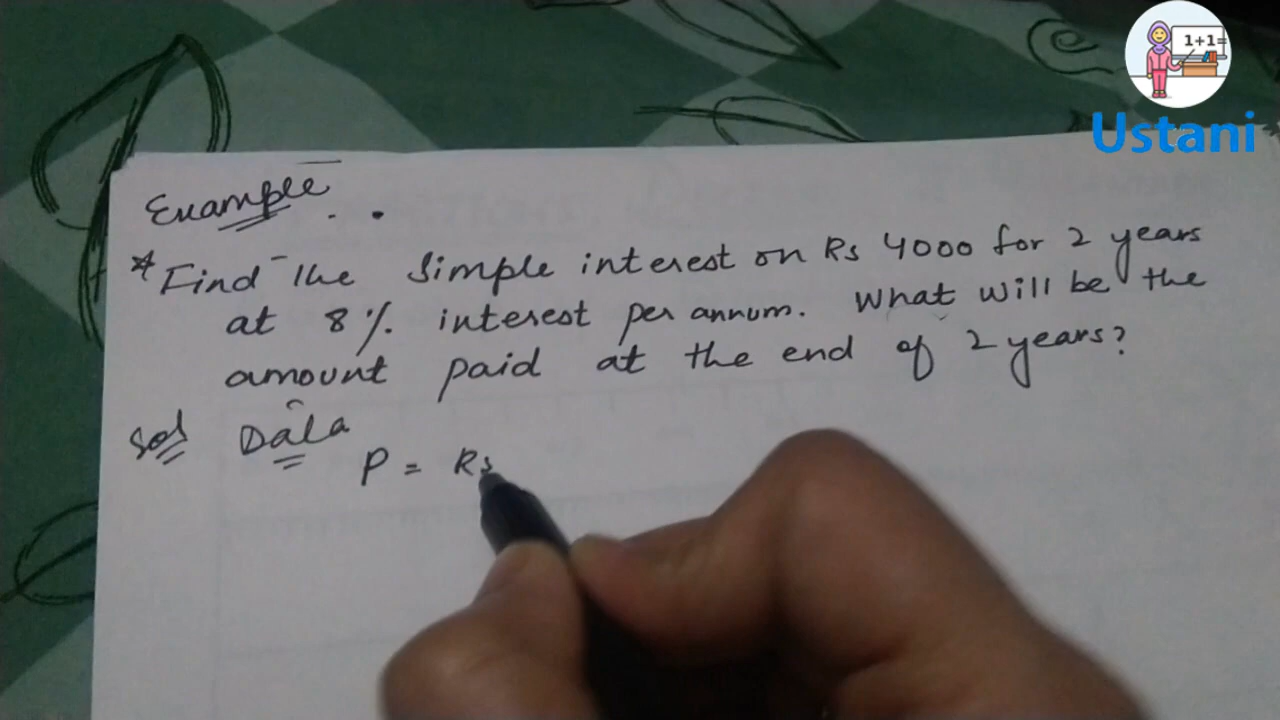 1+1=
Ustani
Example
* Find the Simple interest on Rs 4000 for 2 years
at 8 % interest per annum. What will be the
amount paid at the end of 2 years?
Sol Data
P = Rs